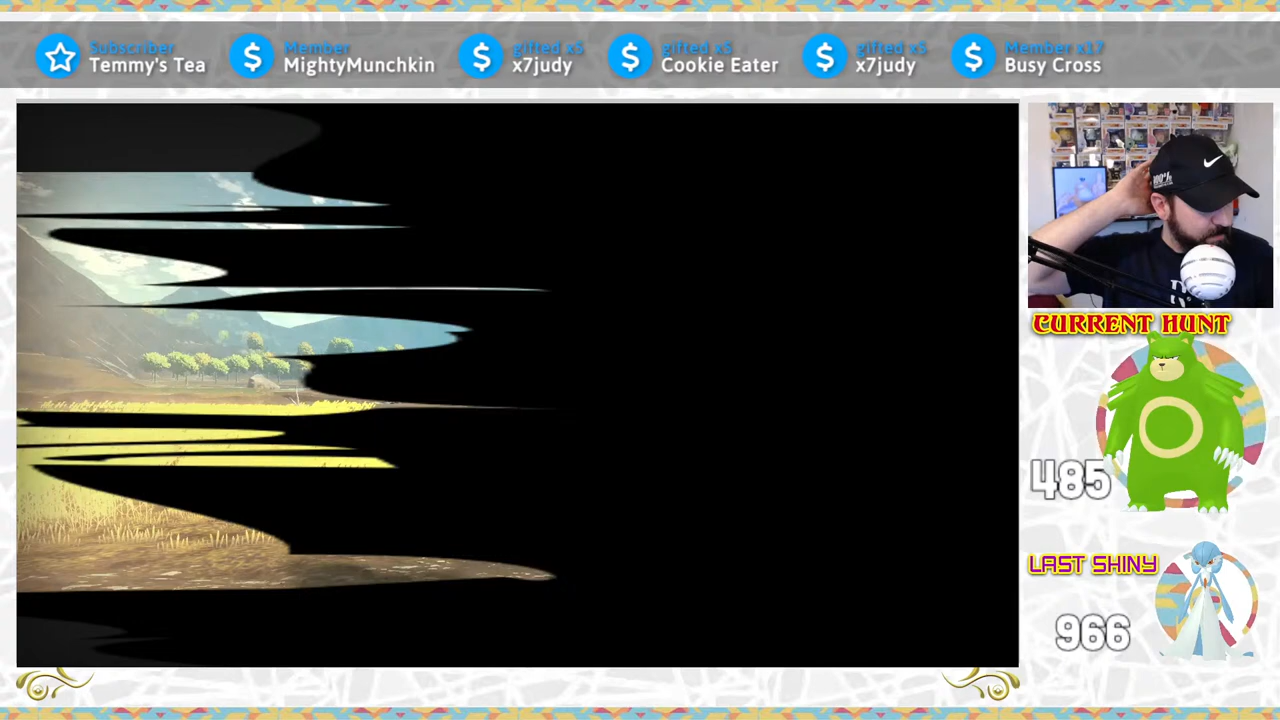 Subscriber
Temmy's Tea
Member
MightyMunchkin
gifted x5
x7judy
gifted x5
Cookie Eater
gifted x5
x7judy
Member x17
Busy Cross
CURRENT HUNT
485
LAST SHINY
966